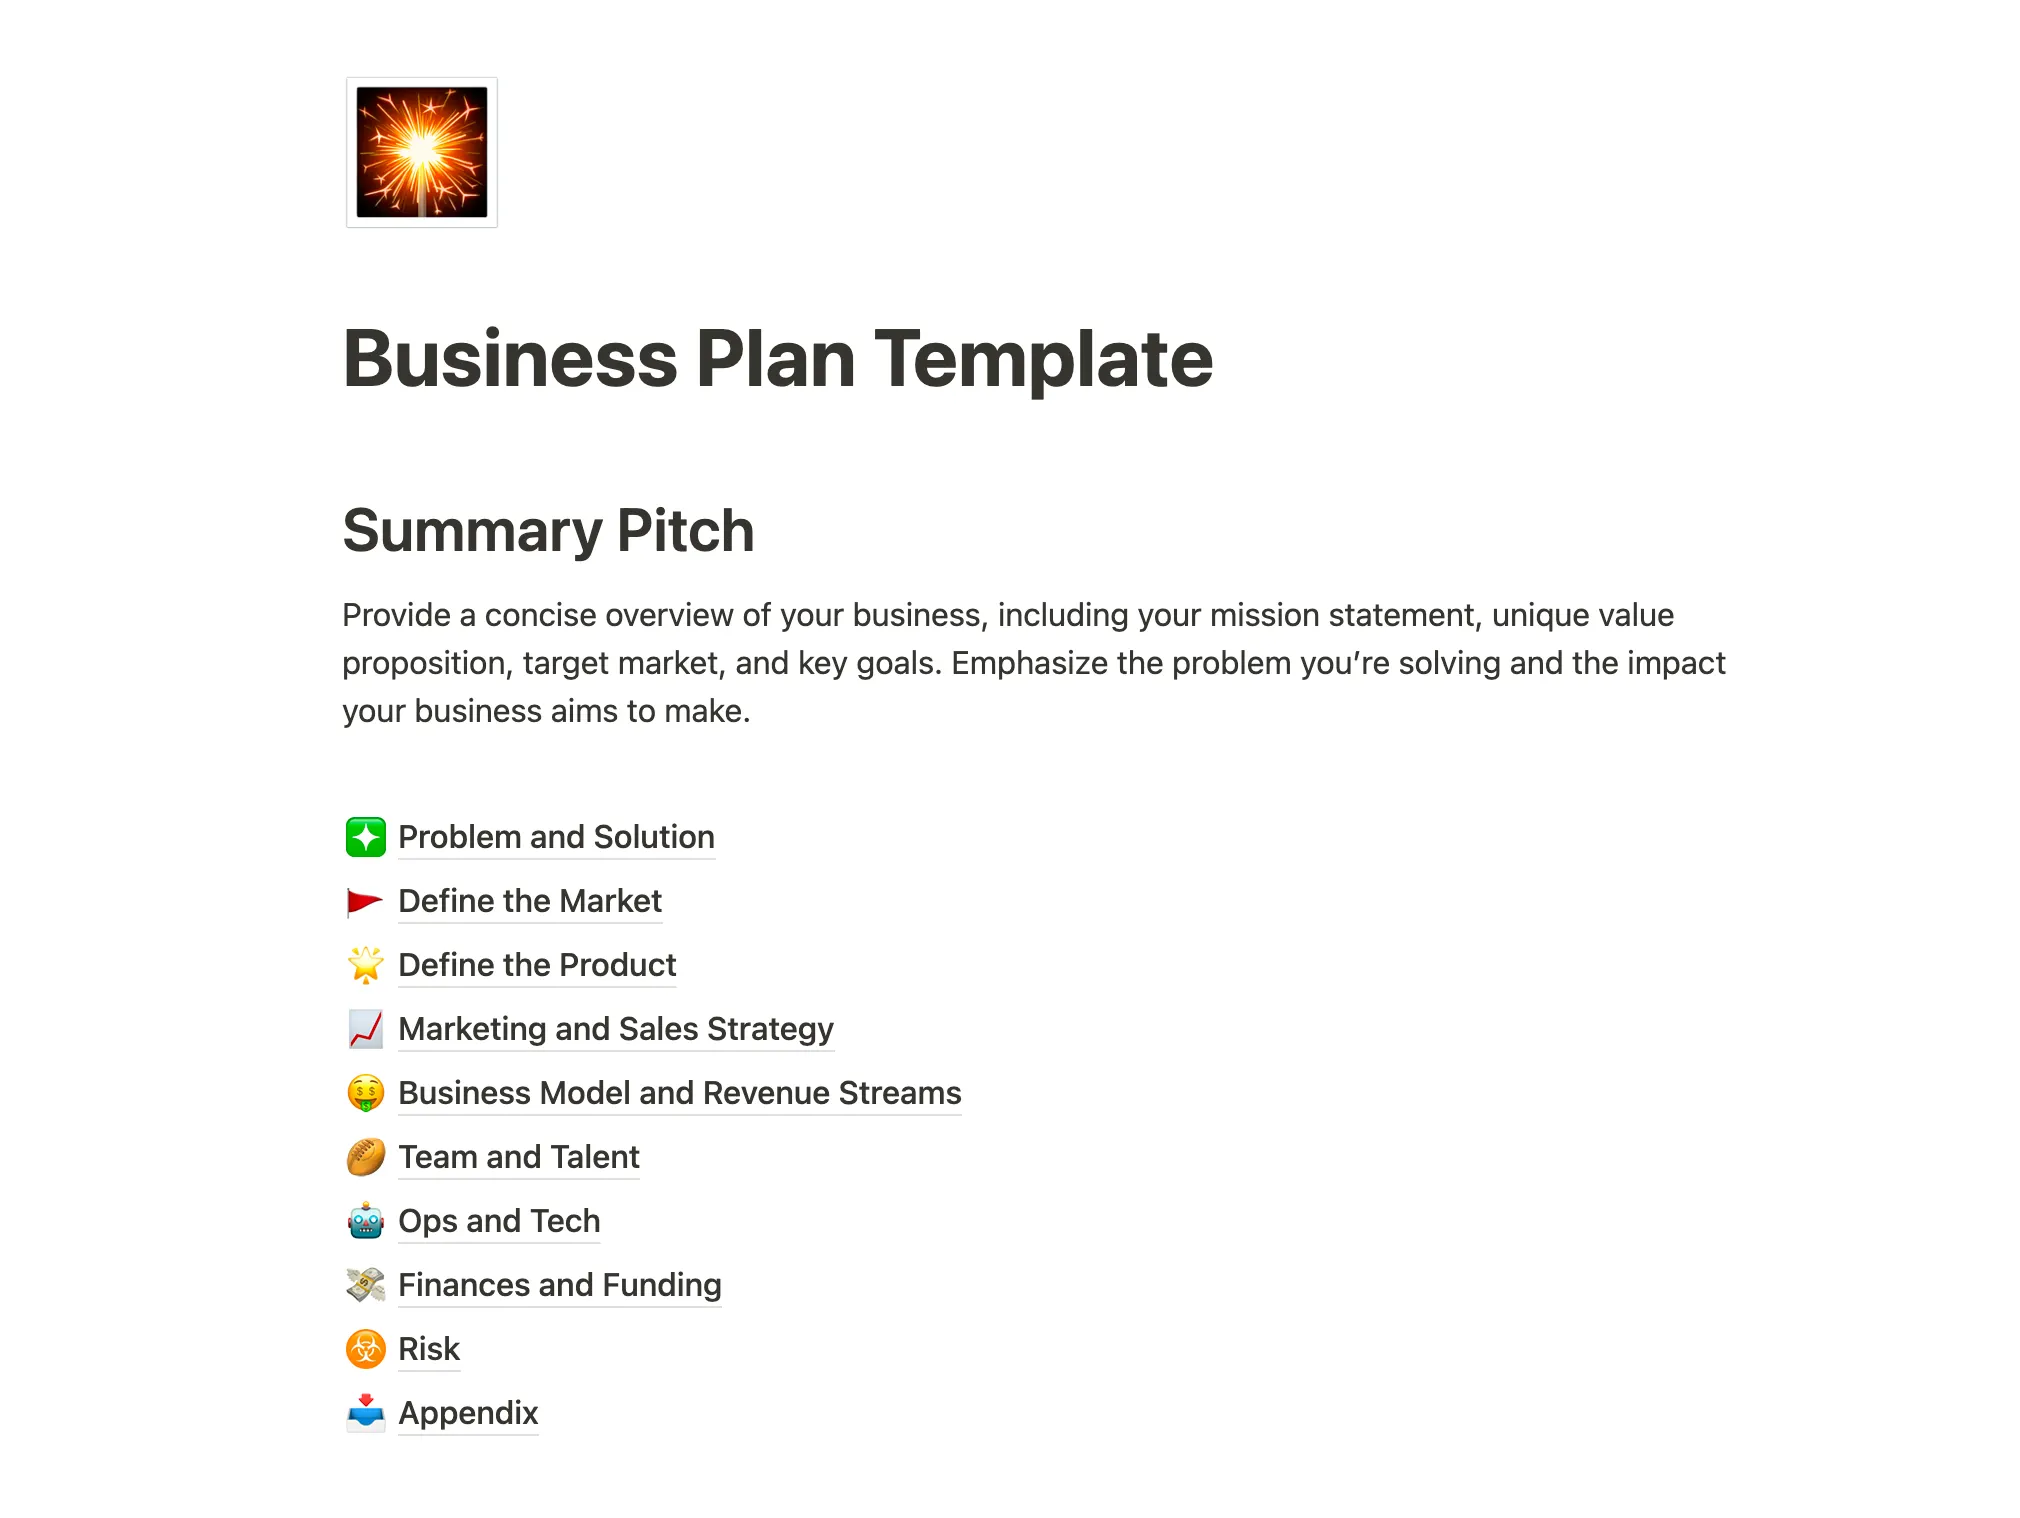 Business Plan Template
Summary Pitch
Provide a concise overview of your business, including your mission statement, unique value
proposition, target market, and key goals. Emphasize the problem you’re solving and the impact
your business aims to make.
Problem and Solution
Define the Market
Define the Product
Marketing and Sales Strategy
Business Model and Revenue Streams
Team and Talent
Ops and Tech
Finances and Funding
Risk
Appendix